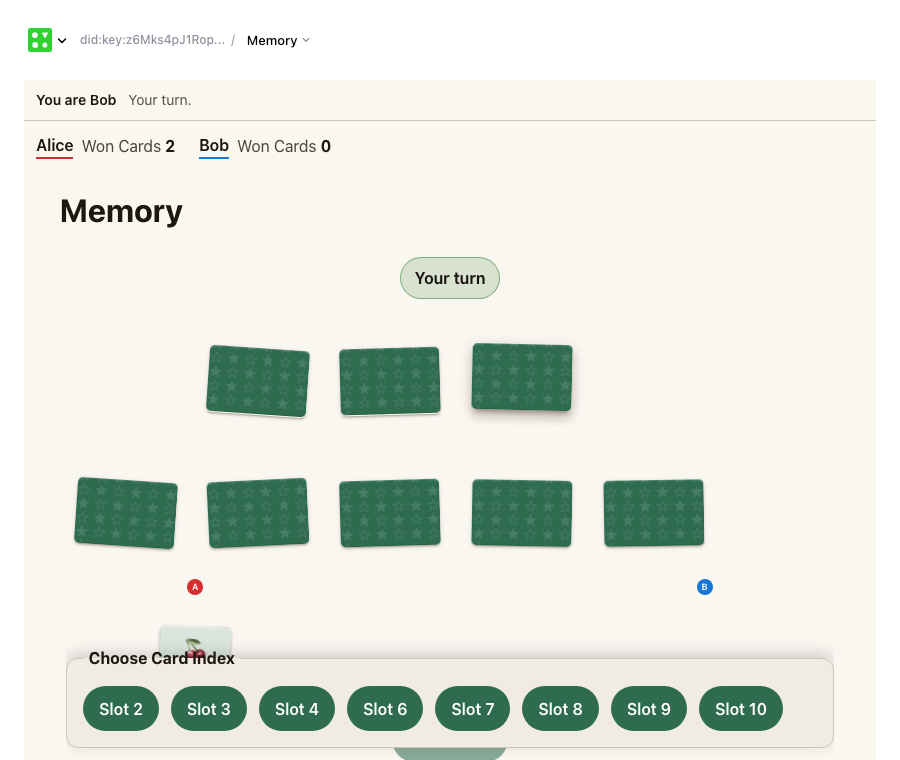 did:key:z6Mks4pJ1Rop... / Memory
You are Bob Your turn.
Alice Won Cards 2 Bob Won Cards 0
Memory
Your turn
A B
Choose Card Index
Slot 2 Slot 3 Slot 4 Slot 6 Slot 7 Slot 8 Slot 9 Slot 10